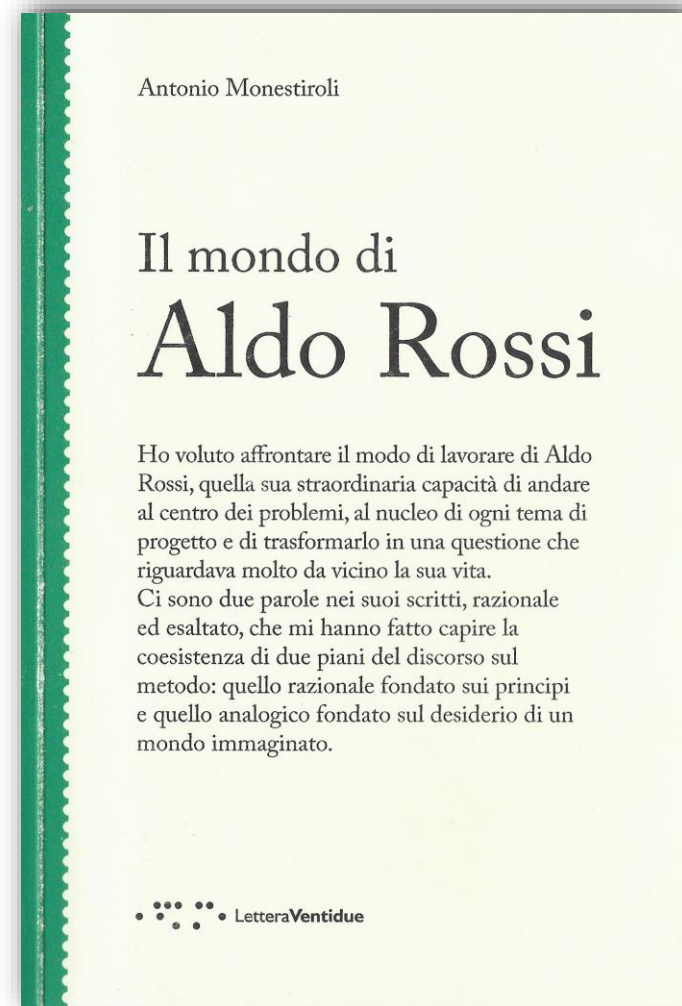 Antonio Monestiroli
Il mondo di
Aldo Rossi
Ho voluto affrontare il modo di lavorare di Aldo
Rossi, quella sua straordinaria capacità di andare
al centro dei problemi, al nucleo di ogni tema di
progetto e di trasformarlo in una questione che
riguardava molto da vicino la sua vita.
Ci sono due parole nei suoi scritti, razionale
ed esaltato, che mi hanno fatto capire la
coesistenza di due piani del discorso sul
metodo: quello razionale fondato sui principi
e quello analogico fondato sul desiderio di un
mondo immaginato.
LetteraVentidue